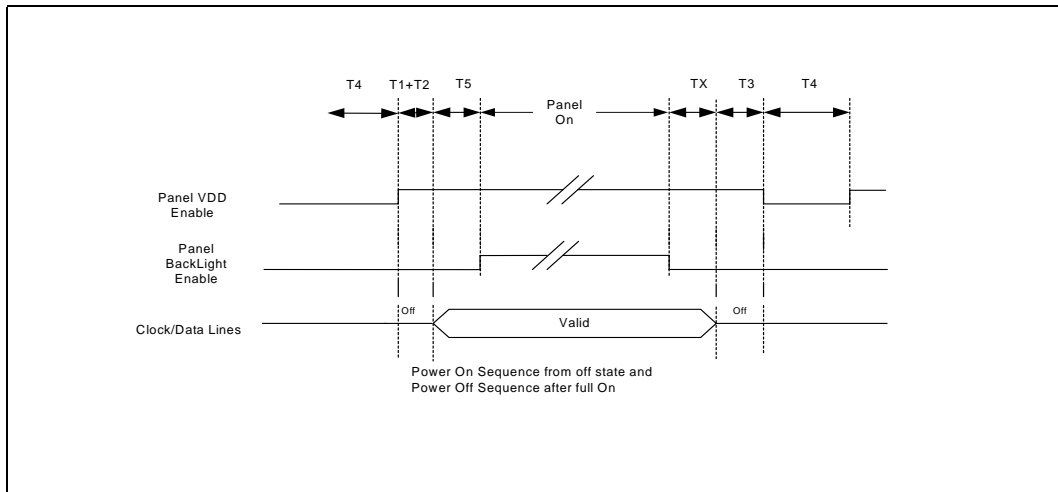 T4 T1+T2 T5 TX T3 T4
Panel
On
Panel VDD
Enable
Panel
BackLight
Enable
Off
Valid
Off
Clock/Data Lines
Power On Sequence from off state and
Power Off Sequence after full On